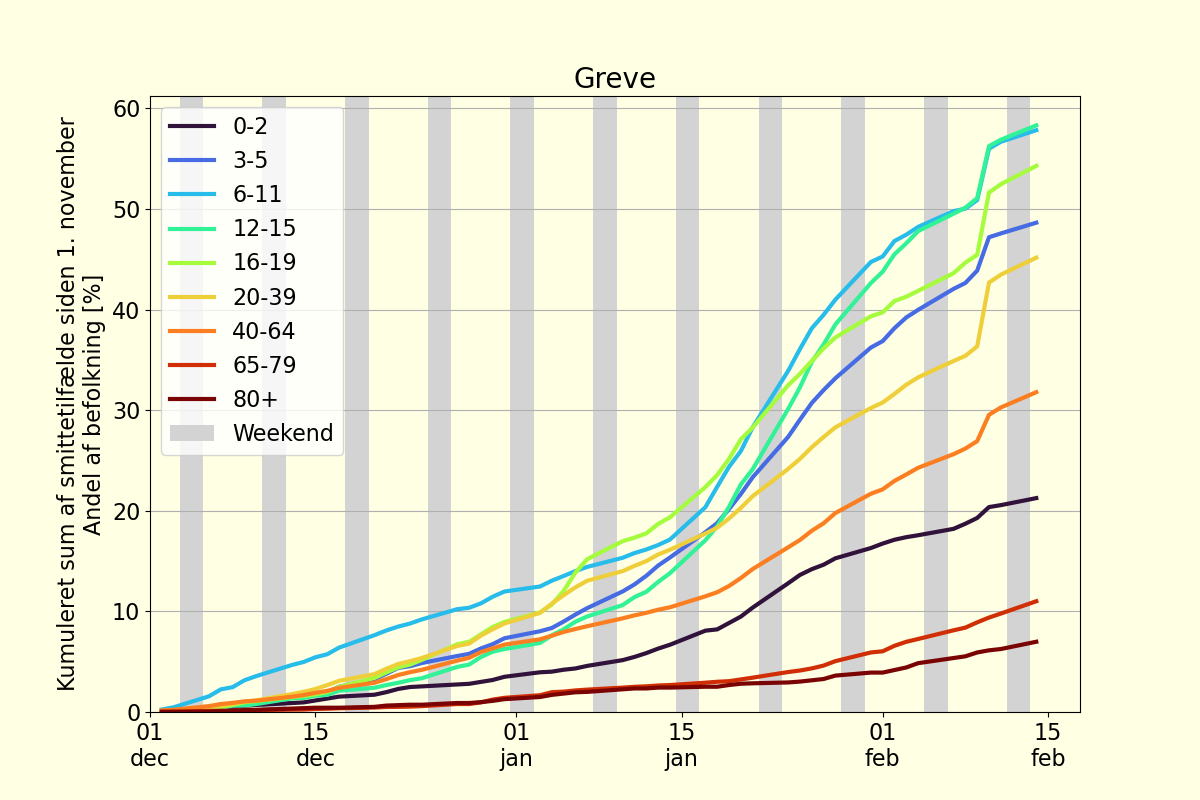 Greve
Kumuleret sum af smittetilfælde siden 1. november
Andel af befolkning [%]
60
50
40
30
20
10
0
0-2
3-5
6-11
12-15
16-19
20-39
40-64
65-79
80+
Weekend
01 15 01 15 01 15
dec dec jan jan feb feb